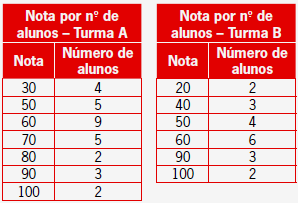 Nota por nº de
alunos – Turma A
Nota Número de
alunos
30 4
50 5
60 9
70 5
80 2
90 3
100 2
Nota por nº de
alunos – Turma B
Nota Número de
alunos
20 2
40 3
50 4
60 6
90 3
100 2